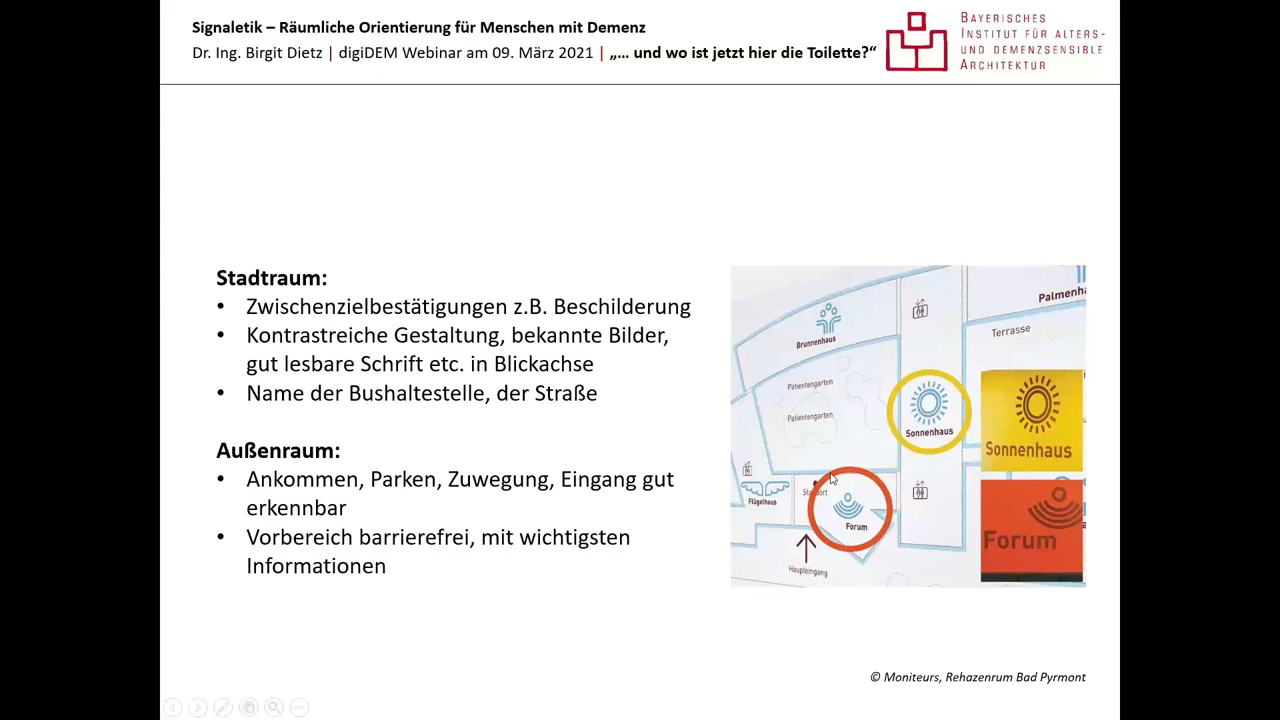 Signaletik – Räumliche Orientierung für Menschen mit Demenz
Dr. Ing. Birgit Dietz | digiDEM Webinar am 09. März 2021 | „… und wo ist jetzt hier die Toilette?“
BAYERISCHES
INSTITUT FÜR ALTERS-
UND DEMENZSENSIBLE
ARCHITEKTUR
Stadtraum:
• Zwischenzielbestätigungen z.B. Beschilderung
• Kontrastreiche Gestaltung, bekannte Bilder,
gut lesbare Schrift etc. in Blickachse
• Name der Bushaltestelle, der Straße
Außenraum:
• Ankommen, Parken, Zuwegung, Eingang gut
erkennbar
• Vorbereich barrierefrei, mit wichtigsten
Informationen
Palmenha
Terrasse
Brunnenhaus
Patientengarten
Patientengarten
Sonnenhaus
Sonnenhaus
Flügelhaus
Standort
Forum
Forum
Haupteingang
© Moniteurs, Rehazenrum Bad Pyrmont